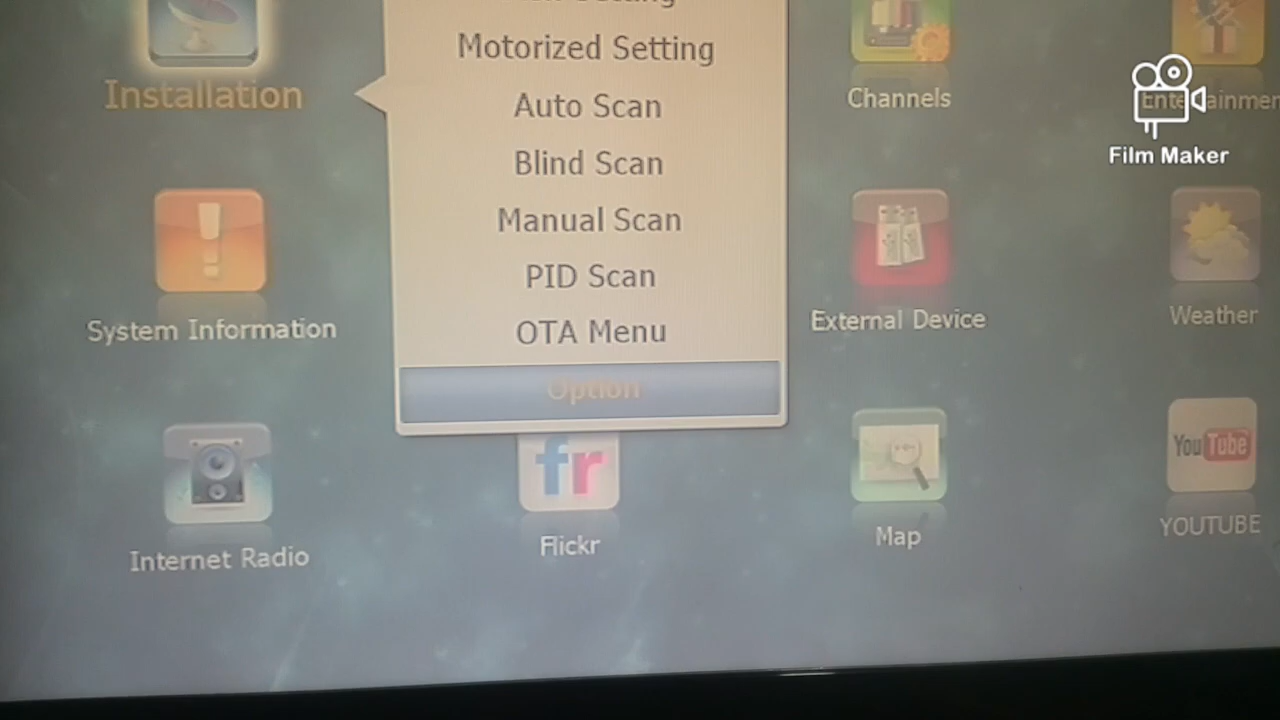 Motorized Setting
Installation
Auto Scan
Channels
Film Maker
Blind Scan
Manual Scan
PID Scan
System Information
OTA Menu
External Device
Weather
Option
fr
You Tube
Internet Radio
Flickr
Map
YOUTUBE